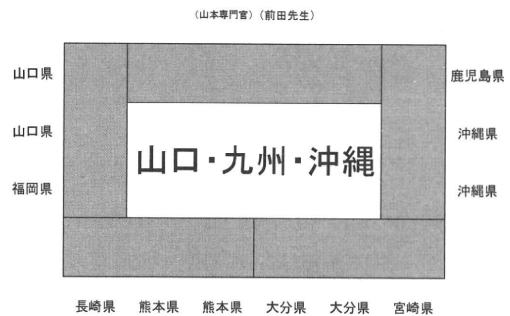 （山本専門官）（前田先生）
山口県 鹿児島県
山口県 沖縄県
山口・九州・沖縄
福岡県 沖縄県
長崎県 熊本県 熊本県 大分県 大分県 宮崎県